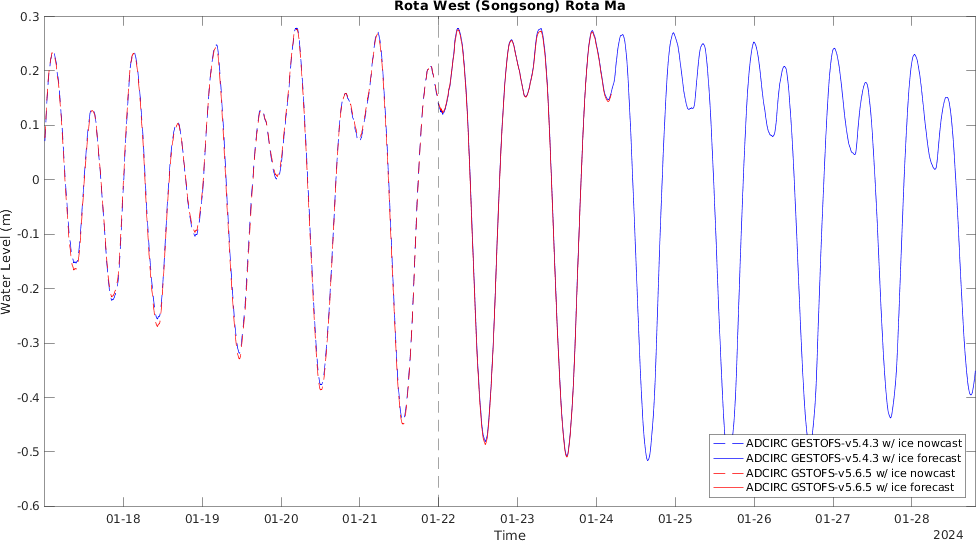 Rota West (Songsong) Rota Ma
0.3
0.2
0.1
0
-0.1
-0.2
-0.3
-0.4
-0.5
-0.6
Water Level (m)
ADCIRC GESTOFS-v5.4.3 w/ ice nowcast
ADCIRC GESTOFS-v5.4.3 w/ ice forecast
ADCIRC GSTOFS-v5.6.5 w/ ice nowcast
ADCIRC GSTOFS-v5.6.5 w/ ice forecast
01-18 01-19 01-20 01-21 01-22 01-23 01-24 01-25 01-26 01-27 01-28
Time
2024